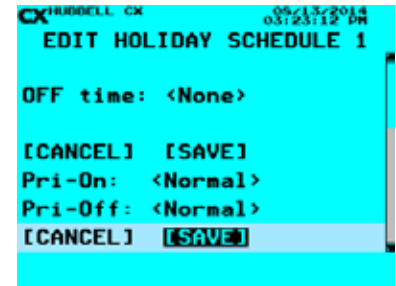 CX HUBBELL CX 09/13/2014
03:23:12 PM
EDIT HOLIDAY SCHEDULE 1
OFF time: <None>
[CANCEL] [SAVE]
Pri-On: <Normal>
Pri-Off: <Normal>
[CANCEL] [SAVE]